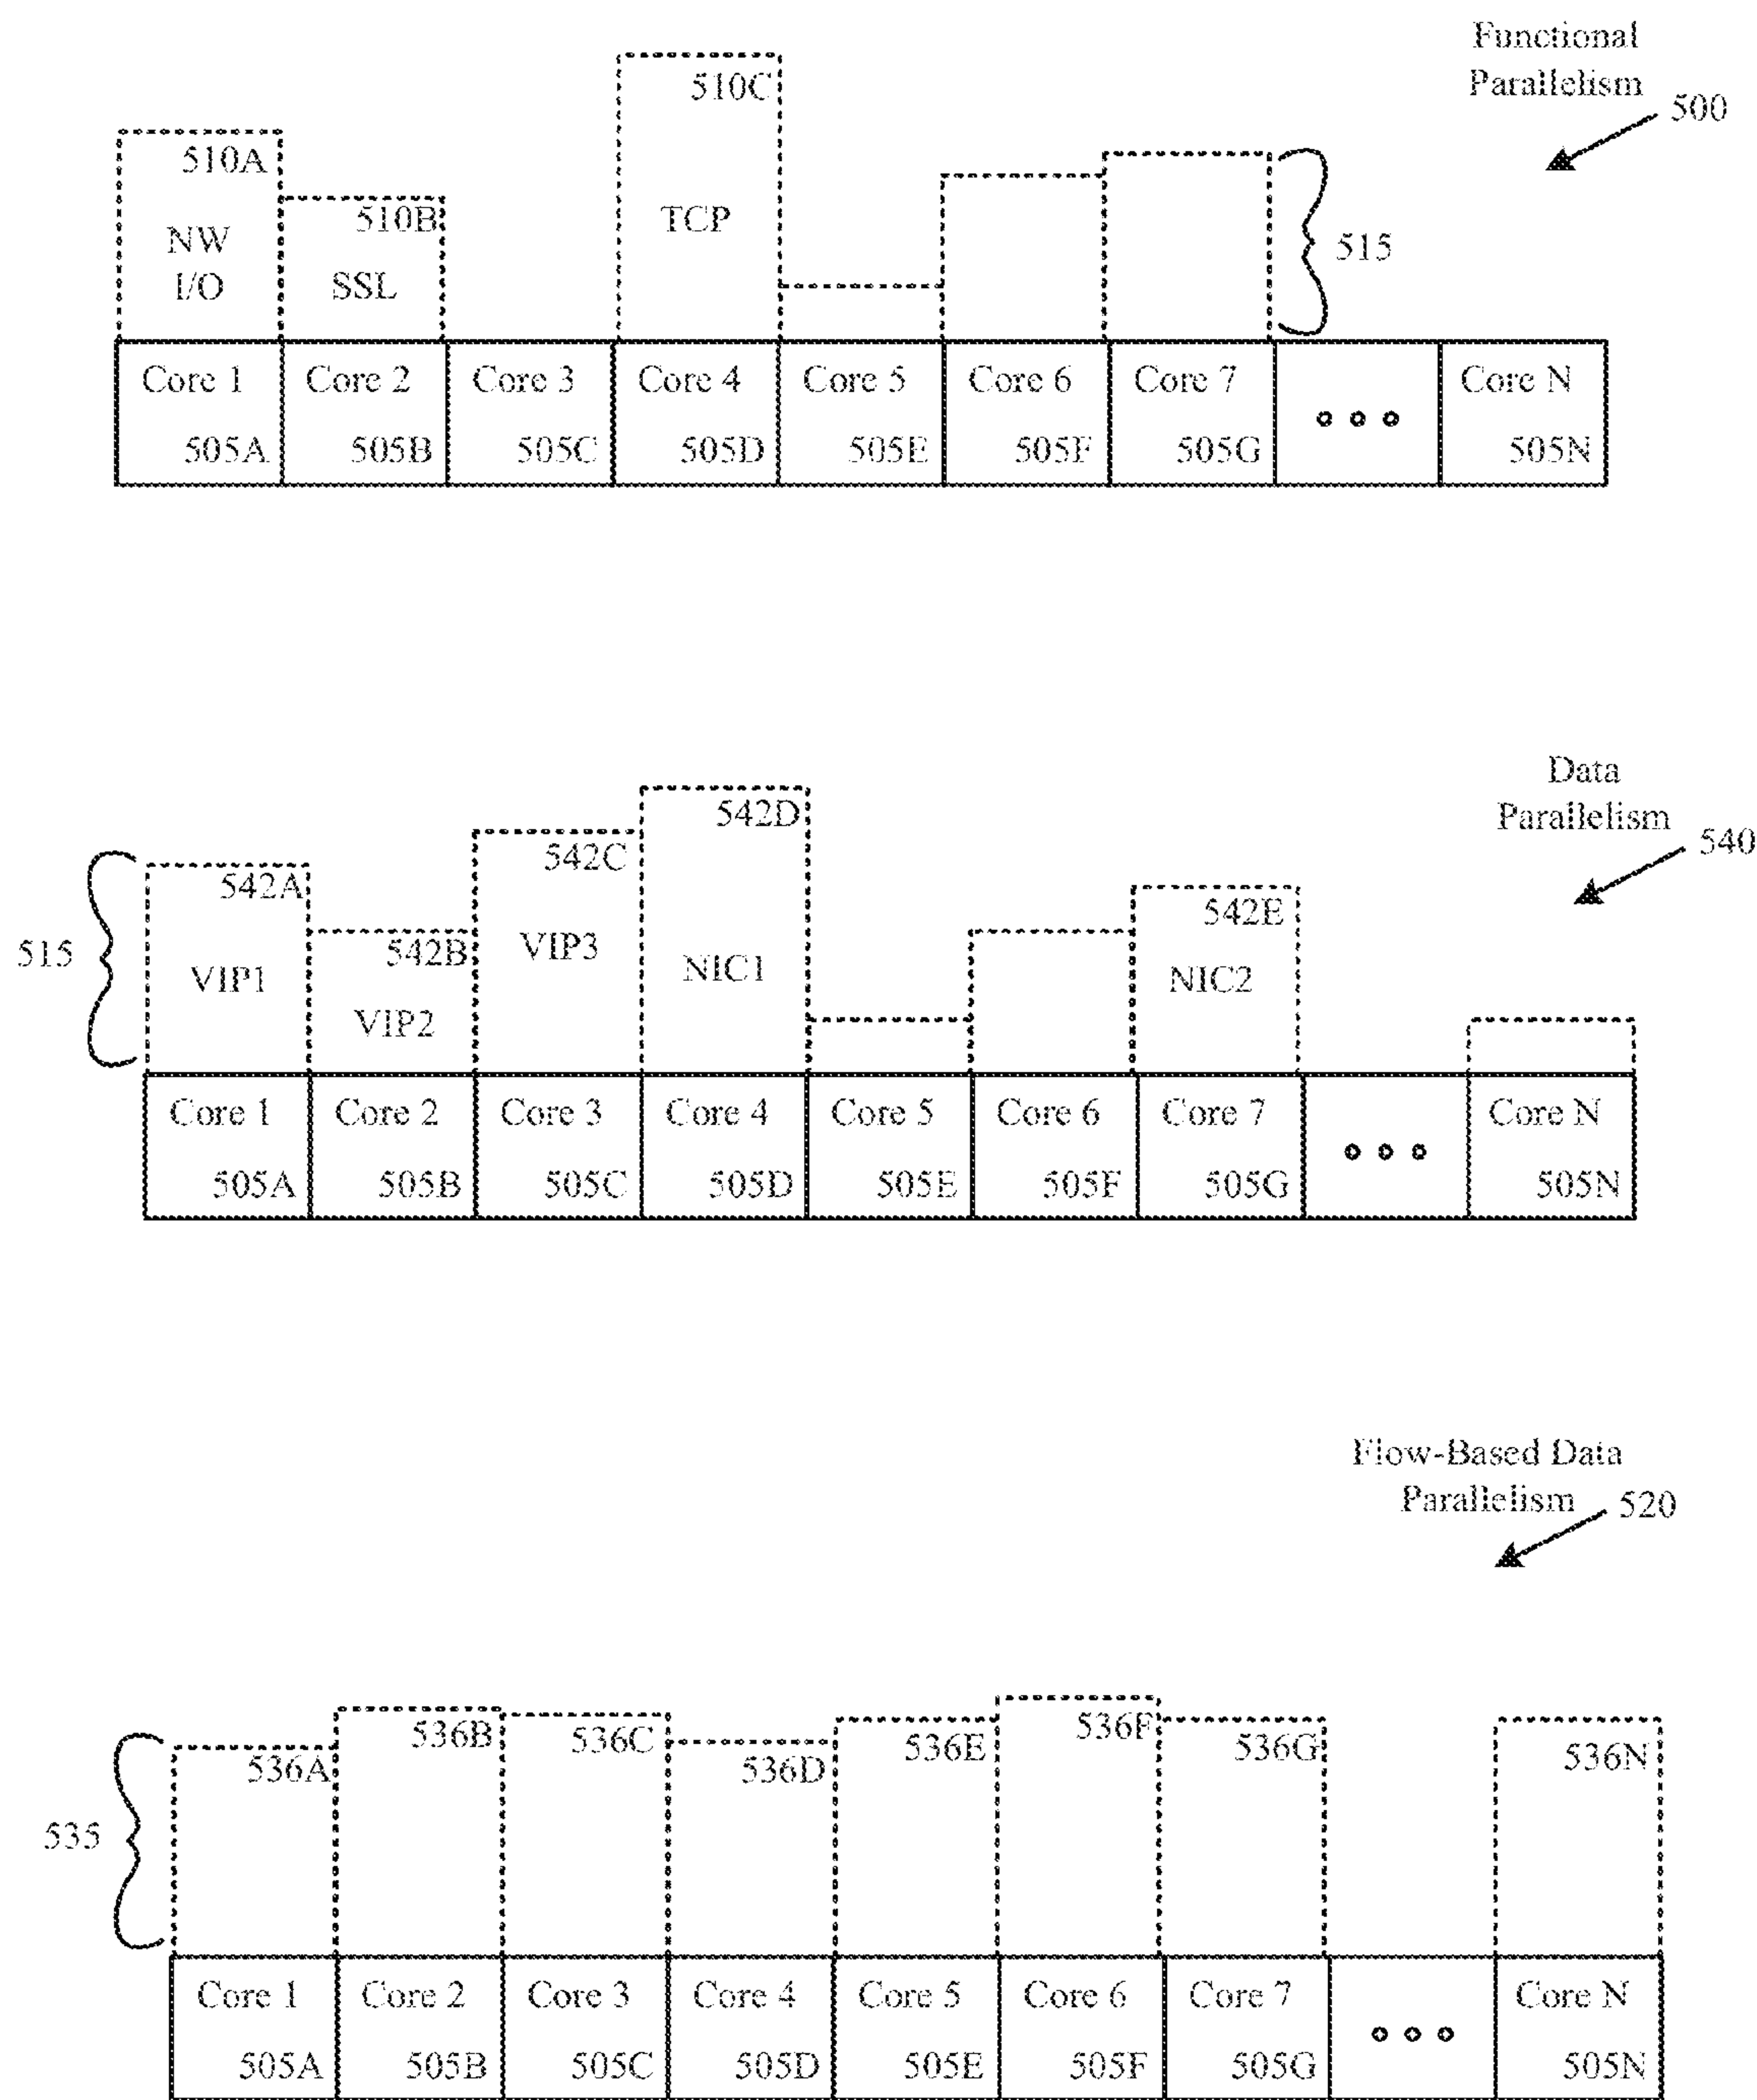 Functional
Parallelism
500
510A
NW
I/O
510B
SSL
510C
TCP
515
Core 1 Core 2 Core 3 Core 4 Core 5 Core 6 Core 7 Core N
505A 505B 505C 505D 505E 505F 505G 505N
Data
Parallelism
540
515
542A
VIP1
542B
VIP2
542C
VIP3
542D
NIC1
542E
NIC2
Core 1 Core 2 Core 3 Core 4 Core 5 Core 6 Core 7 Core N
505A 505B 505C 505D 505E 505F 505G 505N
Flow-Based Data
Parallelism
520
535
536A 536B 536C 536D 536E 536F 536G 536N
Core 1 Core 2 Core 3 Core 4 Core 5 Core 6 Core 7 Core N
505A 505B 505C 505D 505E 505F 505G 505N